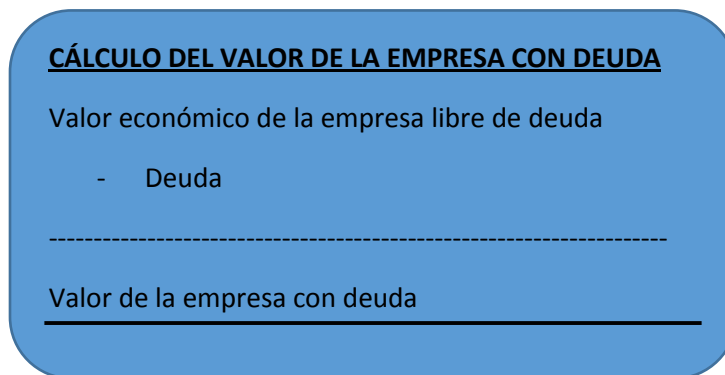 CÁLCULO DEL VALOR DE LA EMPRESA CON DEUDA
Valor económico de la empresa libre de deuda
- Deuda
---------------------------------------------------------------------
Valor de la empresa con deuda